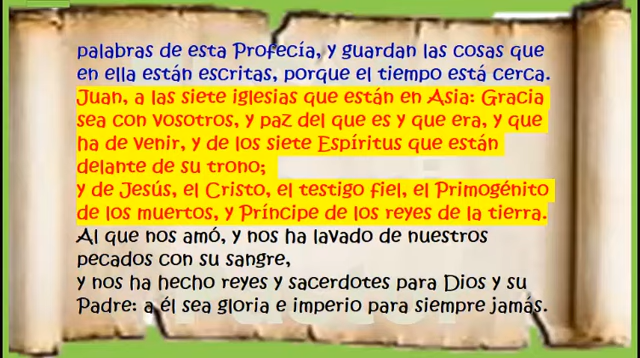 palabras de esta Profecía, y guardan las cosas que
en ella están escritas, porque el tiempo está cerca.
Juan, a las siete iglesias que están en Asia: Gracia
sea con vosotros, y paz del que es y que era, y que
ha de venir, y de los siete Espíritus que están
delante de su trono;
y de Jesús, el Cristo, el testigo fiel, el Primogénito
de los muertos, y Príncipe de los reyes de la tierra.
Al que nos amó, y nos ha lavado de nuestros
pecados con su sangre,
y nos ha hecho reyes y sacerdotes para Dios y su
Padre: a él sea gloria e imperio para siempre jamás.